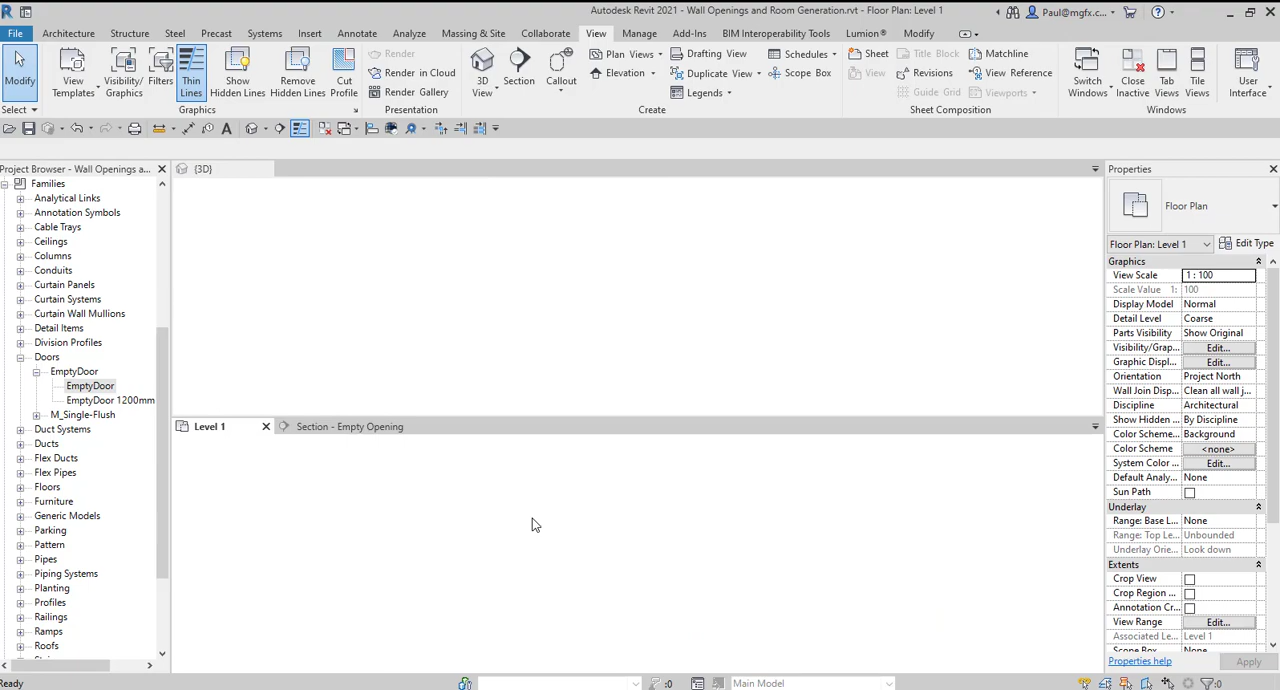 Autodesk Revit 2021 - Wall Openings and Room Generation.rvt - Floor Plan: Level 1
Paul@mgfx.c...
File Architecture Structure Steel Precast Systems Insert Annotate Analyze Massing & Site Collaborate View Manage Add-Ins BIM Interoperability Tools Lumion® Modify
Modify
View Templates
Visibility/ Graphics
Filters
Thin Lines
Show Hidden Lines
Remove Hidden Lines
Cut Profile
Render
Render in Cloud
Render Gallery
3D View
Section
Callout
Plan Views
Elevation
Drafting View
Duplicate View
Legends
Schedules
Scope Box
Sheet
View
Title Block
Revisions
Guide Grid
Matchline
View Reference
Viewports
Switch Windows
Close Inactive
Tab Views
Tile Views
User Interface
Select Graphics Presentation Create Sheet Composition Windows
Project Browser - Wall Openings a...
Families
Analytical Links
Annotation Symbols
Cable Trays
Ceilings
Columns
Conduits
Curtain Panels
Curtain Systems
Curtain Wall Mullions
Detail Items
Division Profiles
Doors
EmptyDoor
EmptyDoor
EmptyDoor 1200mm
M_Single-Flush
Duct Systems
Ducts
Flex Ducts
Flex Pipes
Floors
Furniture
Generic Models
Parking
Pattern
Pipes
Piping Systems
Planting
Profiles
Railings
Ramps
Roofs
{3D}
Level 1
Section - Empty Opening
Properties
Floor Plan
Floor Plan: Level 1 Edit Type
Graphics
View Scale 1 : 100
Scale Value 1: 100
Display Model Normal
Detail Level Coarse
Parts Visibility Show Original
Visibility/Grap... Edit...
Graphic Displ... Edit...
Orientation Project North
Wall Join Disp... Clean all wall j...
Discipline Architectural
Show Hidden ... By Discipline
Color Scheme... Background
Color Scheme <none>
System Color ... Edit...
Default Analy... None
Sun Path
Underlay
Range: Base L... None
Range: Top Le... Unbounded
Underlay Orie... Look down
Extents
Crop View
Crop Region ...
Annotation Cr...
View Range Edit...
Associated Le... Level 1
Properties help Apply
Ready
:0
Main Model
:0